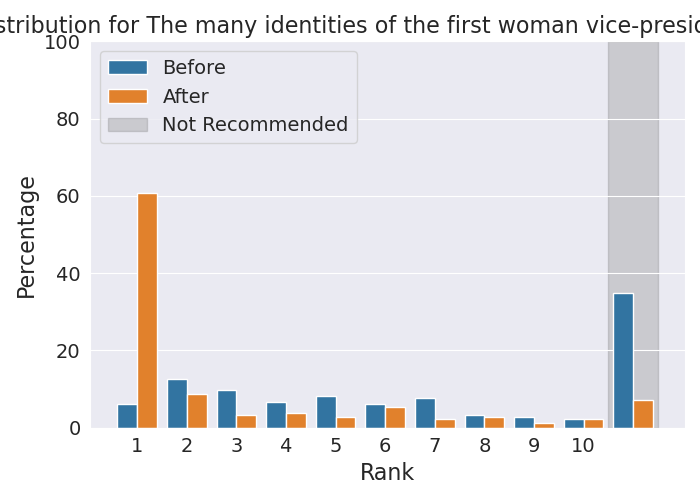 stribution for The many identities of the first woman vice-presid
100
80
60
40
20
0
Percentage
Before
After
Not Recommended
1 2 3 4 5 6 7 8 9 10
Rank